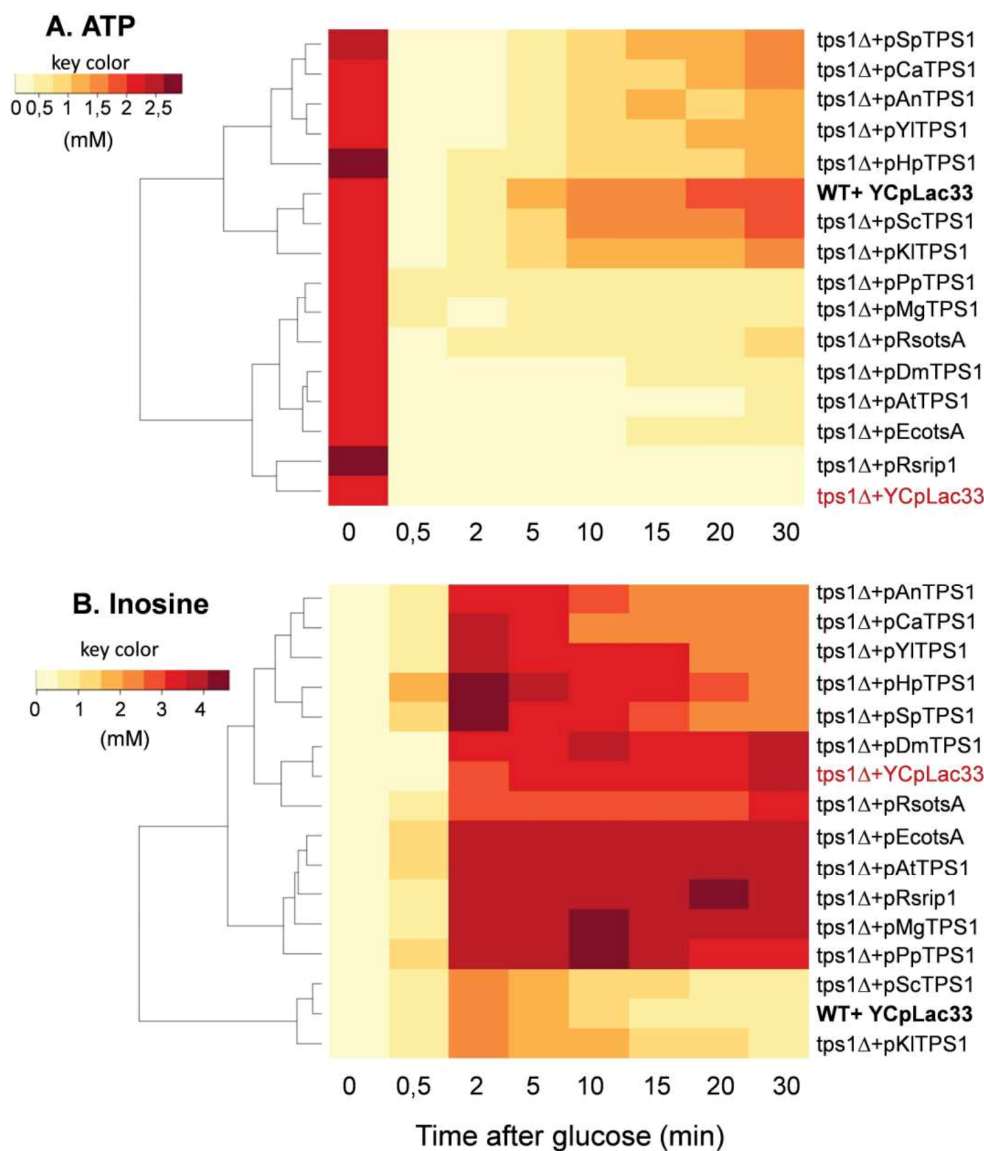 A. ATP
key color
0 0,5 1 1,5 2 2,5
(mM)
tps1Δ+pSpTPS1
tps1Δ+pCaTPS1
tps1Δ+pAnTPS1
tps1Δ+pYlTPS1
tps1Δ+pHpTPS1
WT+ YCpLac33
tps1Δ+pScTPS1
tps1Δ+pKlTPS1
tps1Δ+pPpTPS1
tps1Δ+pMgTPS1
tps1Δ+pRsotsA
tps1Δ+pDmTPS1
tps1Δ+pAtTPS1
tps1Δ+pEcotsA
tps1Δ+pRsrip1
tps1Δ+YCpLac33
0 0,5 2 5 10 15 20 30
B. Inosine
key color
0 1 2 3 4
(mM)
tps1Δ+pAnTPS1
tps1Δ+pCaTPS1
tps1Δ+pYlTPS1
tps1Δ+pHpTPS1
tps1Δ+pSpTPS1
tps1Δ+pDmTPS1
tps1Δ+YCpLac33
tps1Δ+pRsotsA
tps1Δ+pEcotsA
tps1Δ+pAtTPS1
tps1Δ+pRsrip1
tps1Δ+pMgTPS1
tps1Δ+pPpTPS1
tps1Δ+pScTPS1
WT+ YCpLac33
tps1Δ+pKlTPS1
0 0,5 2 5 10 15 20 30
Time after glucose (min)